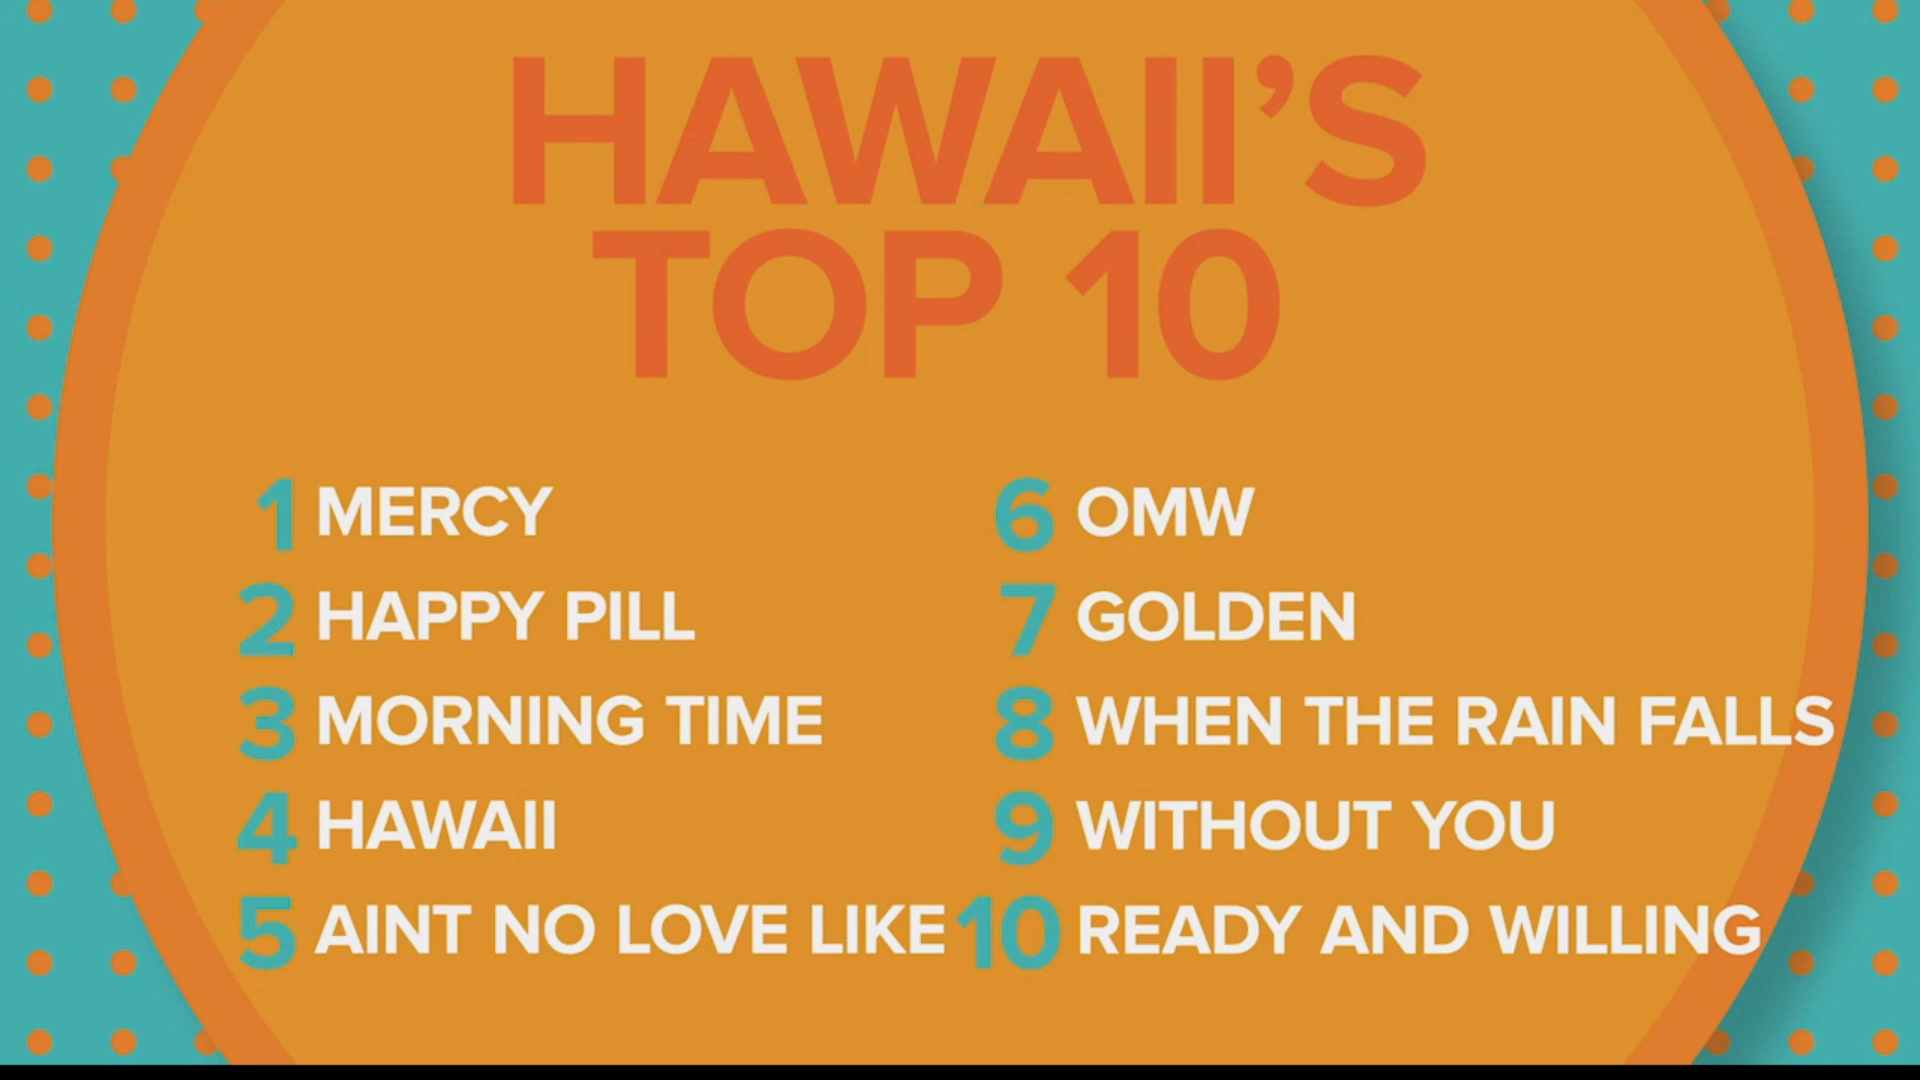 HAWAII’S
TOP 10
1 MERCY
2 HAPPY PILL
3 MORNING TIME
4 HAWAII
5 AINT NO LOVE LIKE
6 OMW
7 GOLDEN
8 WHEN THE RAIN FALLS
9 WITHOUT YOU
10 READY AND WILLING